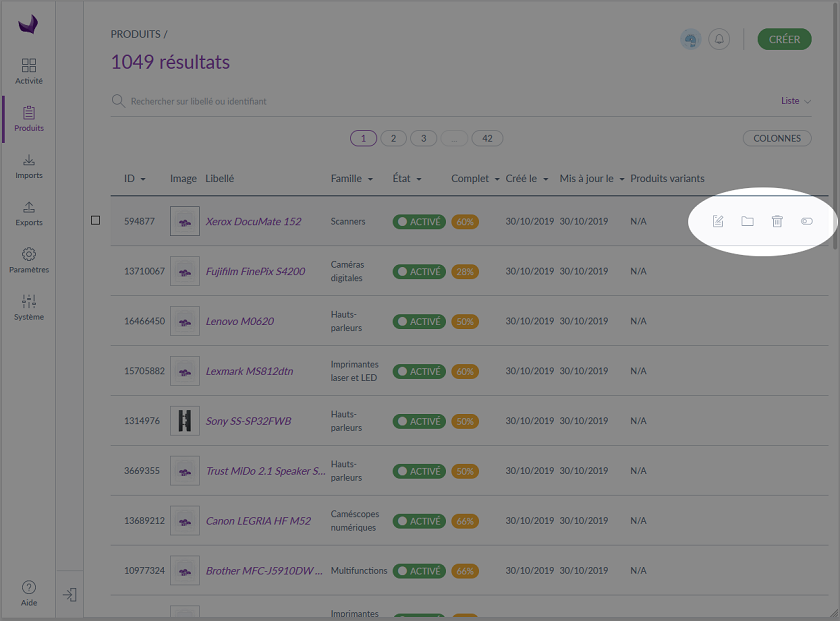 PRODUITS /
1049 résultats
CRÉER
Activité
Produits
Imports
Exports
Paramètres
Système
Aide
Rechercher sur libellé ou identifiant
Liste
1 2 3 ... 42
COLONNES
ID Image Libellé Famille État Complet Créé le Mis à jour le Produits variants
594877 Xerox DocuMate 152 Scanners ACTIVÉ 60% 30/10/2019 30/10/2019 N/A
13710067 Fujifilm FinePix S4200 Caméras digitales ACTIVÉ 28% 30/10/2019 30/10/2019 N/A
16466450 Lenovo M0620 Hauts-parleurs ACTIVÉ 50% 30/10/2019 30/10/2019 N/A
15705882 Lexmark MS812dtn Imprimantes laser et LED ACTIVÉ 60% 30/10/2019 30/10/2019 N/A
1314976 Sony SS-SP32FWB Hauts-parleurs ACTIVÉ 50% 30/10/2019 30/10/2019 N/A
3669355 Trust MiDo 2.1 Speaker S... Hauts-parleurs ACTIVÉ 50% 30/10/2019 30/10/2019 N/A
13689212 Canon LEGRIA HF M52 Caméscopes numériques ACTIVÉ 66% 30/10/2019 30/10/2019 N/A
10977324 Brother MFC-J5910DW ... Multifunctions ACTIVÉ 66% 30/10/2019 30/10/2019 N/A
Imprimantes